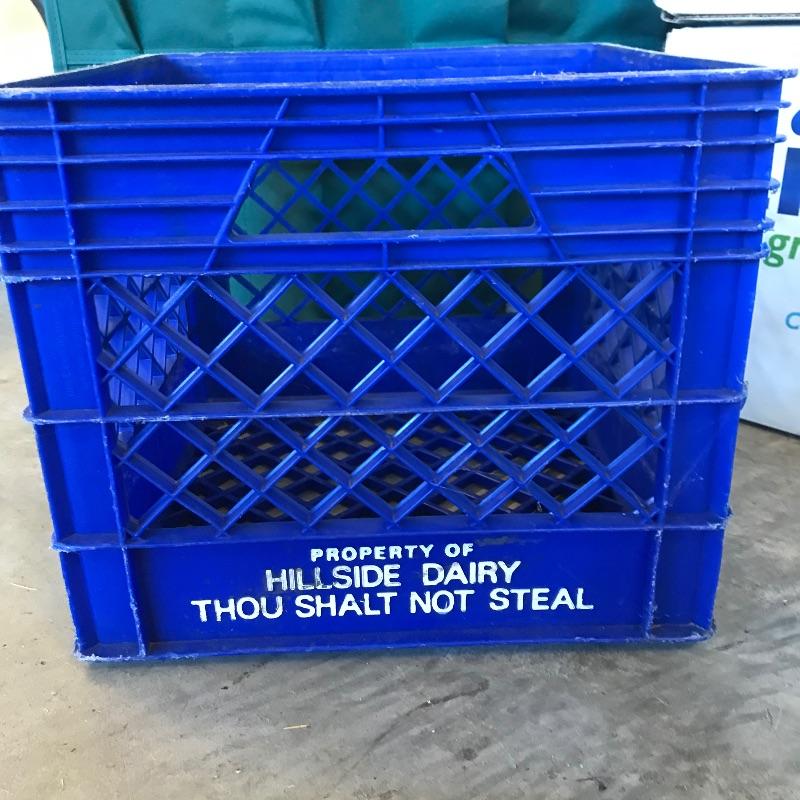 PROPERTY OF
HILLSIDE DAIRY
THOU SHALT NOT STEAL